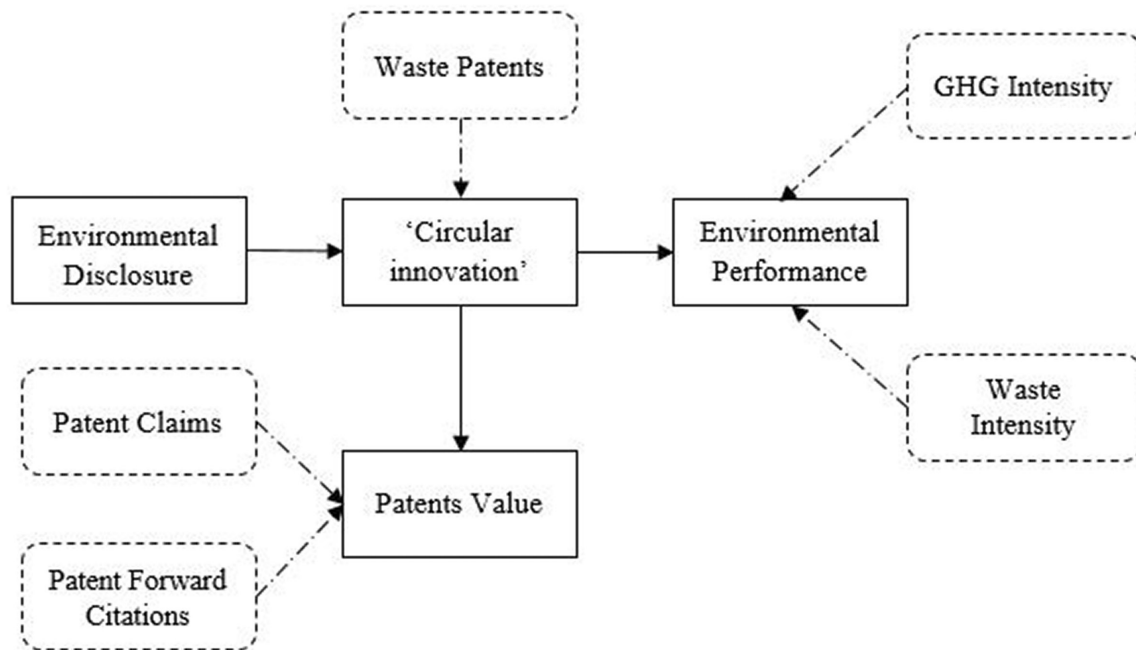 Waste Patents
GHG Intensity
Environmental
Disclosure
‘Circular
innovation’
Environmental
Performance
Patent Claims
Waste
Intensity
Patents Value
Patent Forward
Citations